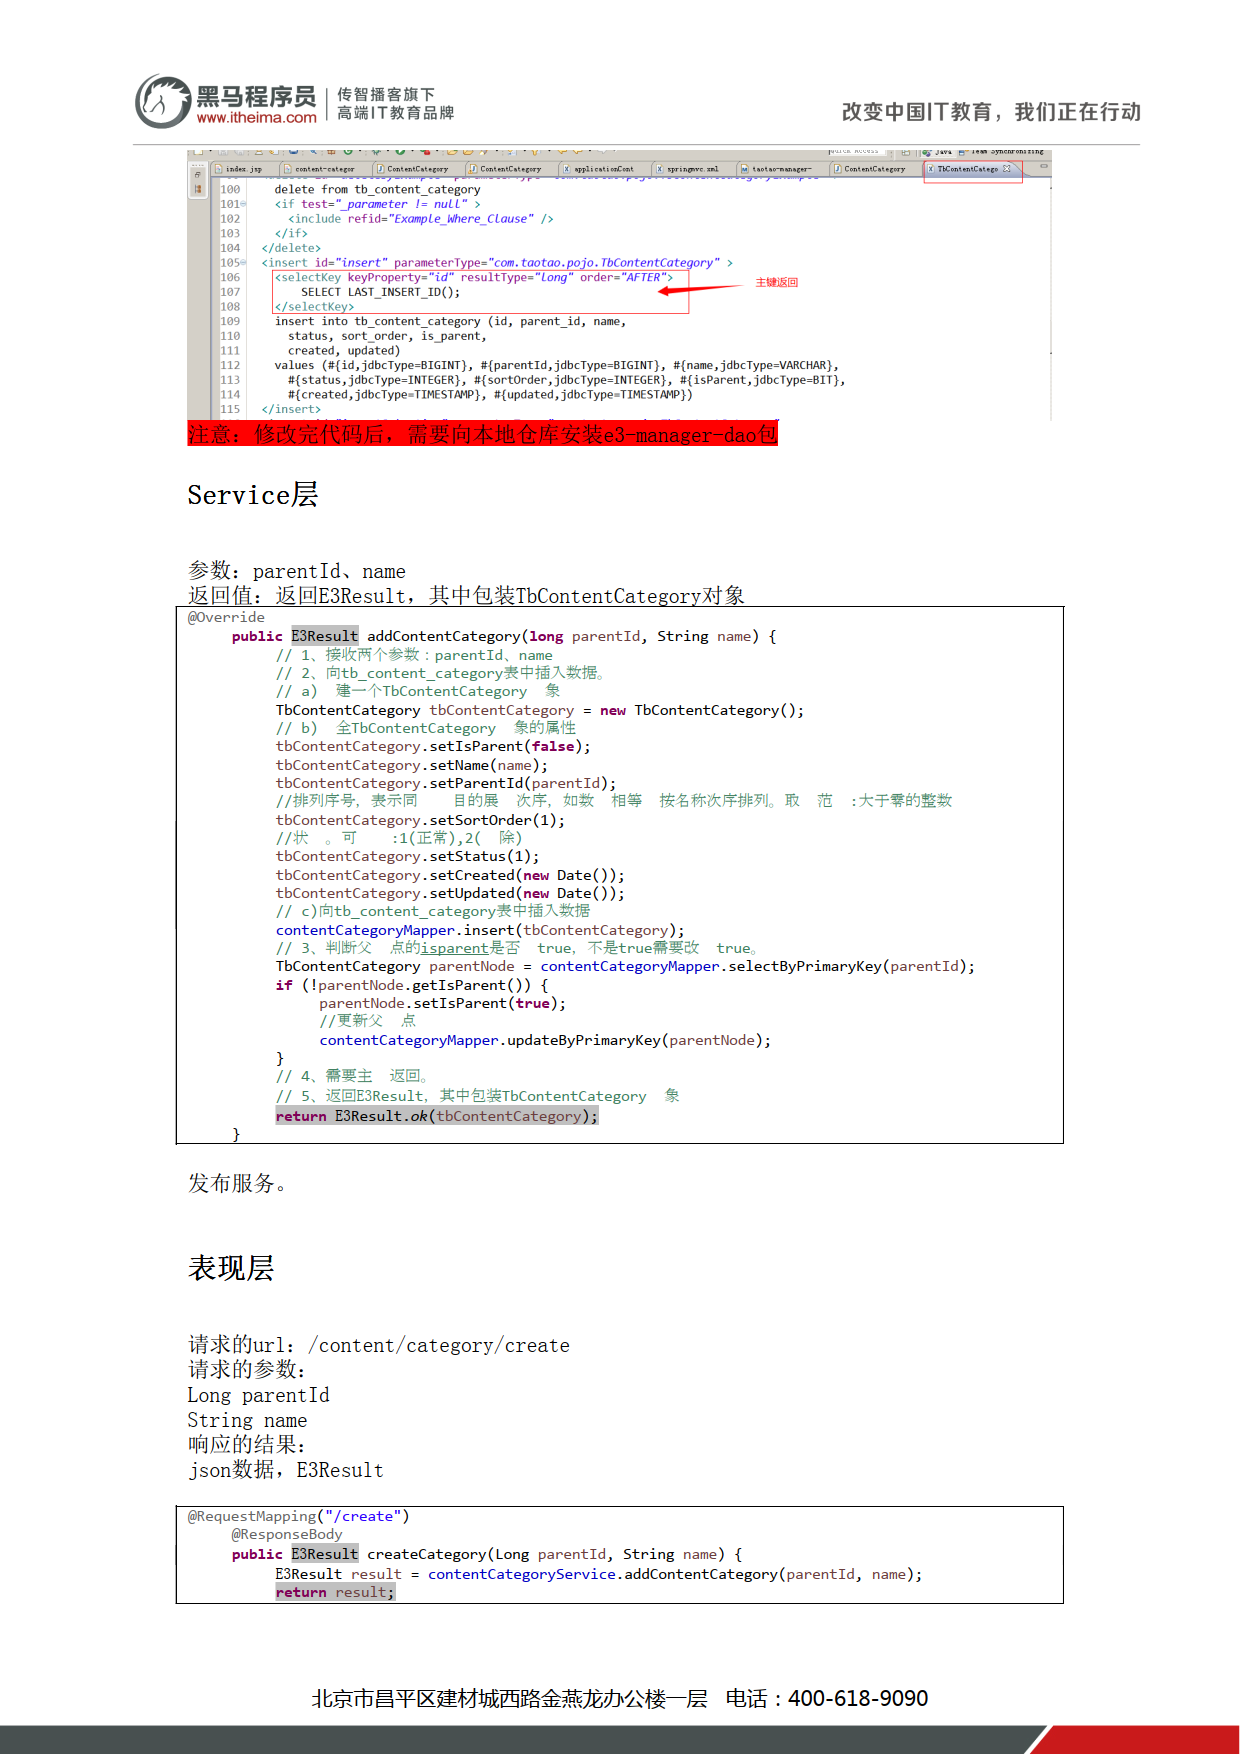 黑马程序员
www.itheima.com
传智播客旗下
高端IT教育品牌
改变中国IT教育，我们正在行动
index.jsp content-categor ContentCategory ContentCategory applicationCont springmvc.xml taotao-manager- ContentCategory TbContentCatego
100 delete from tb_content_category
101 <if test="_parameter != null" >
102 <include refid="Example_Where_Clause" />
103 </if>
104 </delete>
105 <insert id="insert" parameterType="com.taotao.pojo.TbContentCategory" >
106 <selectKey keyProperty="id" resultType="Long" order="AFTER">
107 SELECT LAST_INSERT_ID();
主键返回
108 </selectKey>
109 insert into tb_content_category (id, parent_id, name,
110 status, sort_order, is_parent,
111 created, updated)
112 values (#{id,jdbcType=BIGINT}, #{parentId,jdbcType=BIGINT}, #{name,jdbcType=VARCHAR},
113 #{status,jdbcType=INTEGER}, #{sortOrder,jdbcType=INTEGER}, #{isParent,jdbcType=BIT},
114 #{created,jdbcType=TIMESTAMP}, #{updated,jdbcType=TIMESTAMP})
115 </insert>
注意：修改完代码后，需要向本地仓库安装e3-manager-dao包
Service层
参数：parentId、name
返回值：返回E3Result，其中包装TbContentCategory对象
@Override
public E3Result addContentCategory(long parentId, String name) {
// 1、接收两个参数：parentId、name
// 2、向tb_content_category表中插入数据。
// a) 建一个TbContentCategory 象
TbContentCategory tbContentCategory = new TbContentCategory();
// b) 全TbContentCategory 象的属性
tbContentCategory.setIsParent(false);
tbContentCategory.setName(name);
tbContentCategory.setParentId(parentId);
//排列序号，表示同 目的展 次序，如数 相等 按名称次序排列。取 范 :大于零的整数
tbContentCategory.setSortOrder(1);
//状 。可 :1(正常),2( 除)
tbContentCategory.setStatus(1);
tbContentCategory.setCreated(new Date());
tbContentCategory.setUpdated(new Date());
// c)向tb_content_category表中插入数据
contentCategoryMapper.insert(tbContentCategory);
// 3、判断父 点的isparent是否 true，不是true需要改 true。
TbContentCategory parentNode = contentCategoryMapper.selectByPrimaryKey(parentId);
if (!parentNode.getIsParent()) {
parentNode.setIsParent(true);
//更新父 点
contentCategoryMapper.updateByPrimaryKey(parentNode);
}
// 4、需要主 返回。
// 5、返回E3Result，其中包装TbContentCategory 象
return E3Result.ok(tbContentCategory);
}
发布服务。
表现层
请求的url：/content/category/create
请求的参数：
Long parentId
String name
响应的结果：
json数据，E3Result
@RequestMapping("/create")
@ResponseBody
public E3Result createCategory(Long parentId, String name) {
E3Result result = contentCategoryService.addContentCategory(parentId, name);
return result;
北京市昌平区建材城西路金燕龙办公楼一层 电话：400-618-9090